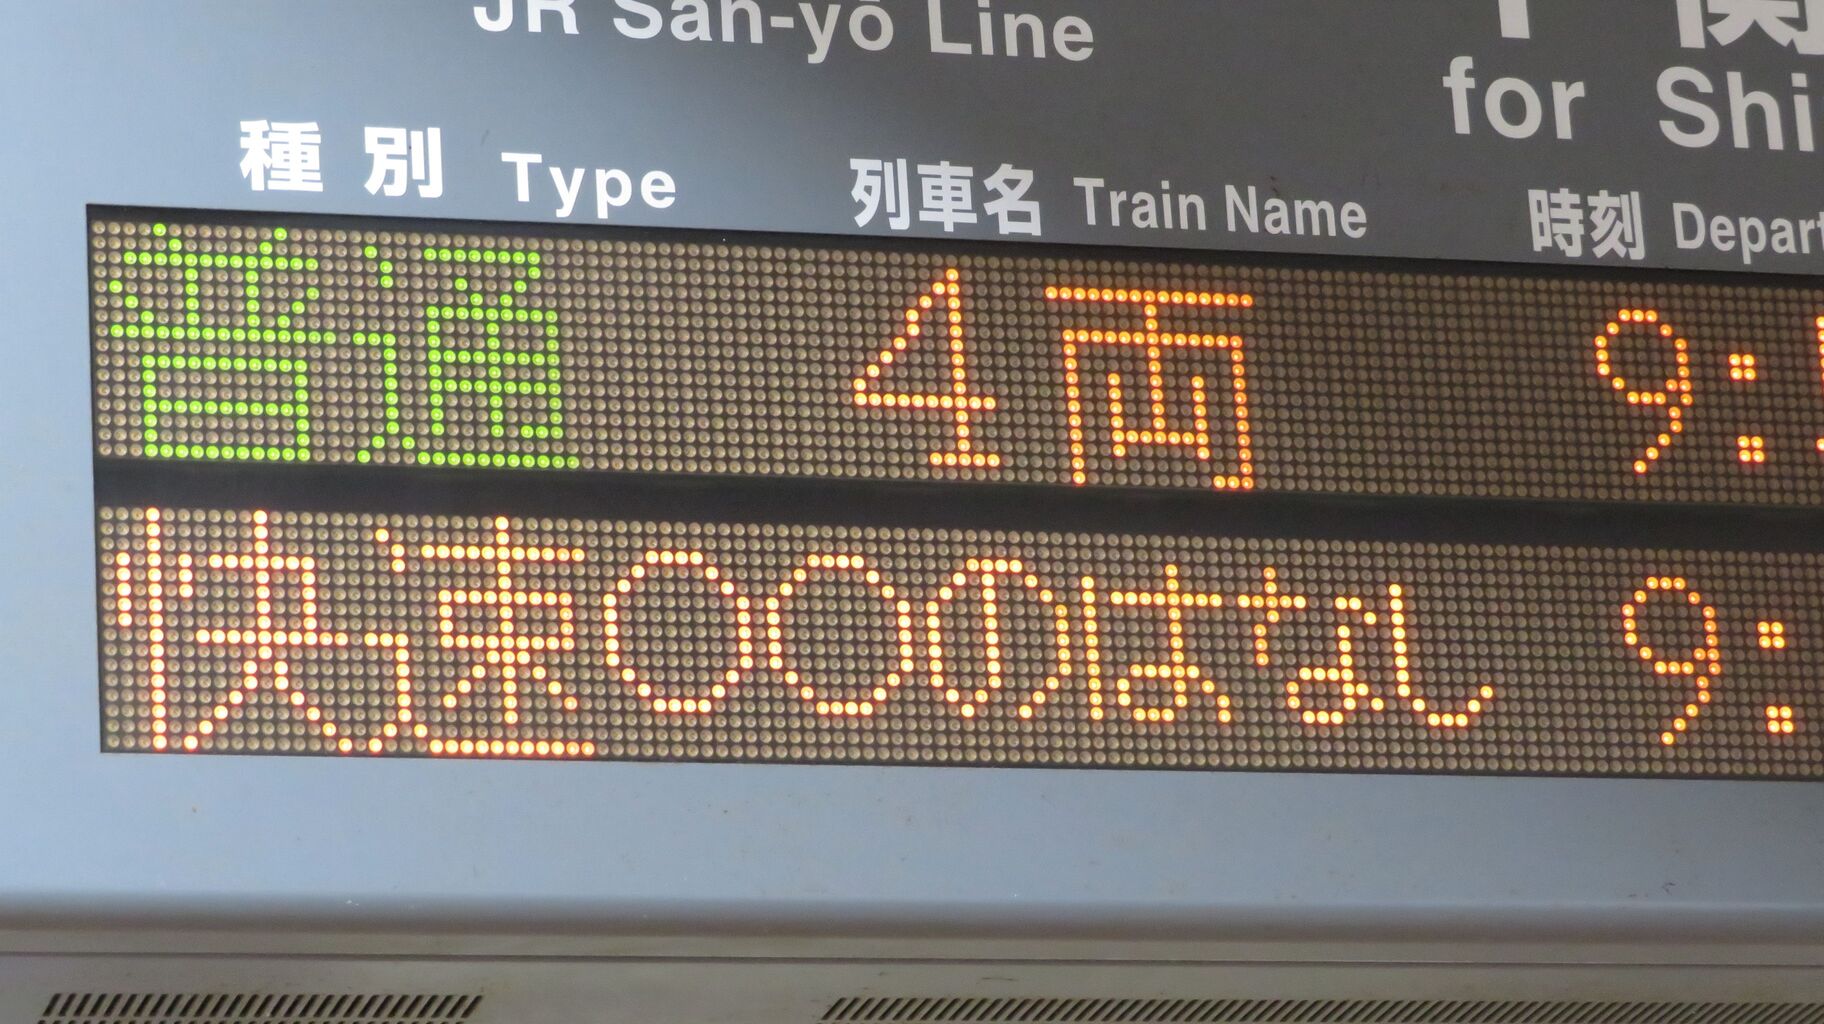 JR San-yō Line
for Shi
種別 Type 列車名 Train Name 時刻 Depart
普通 4両 9:
快速 〇〇のはなし 9: